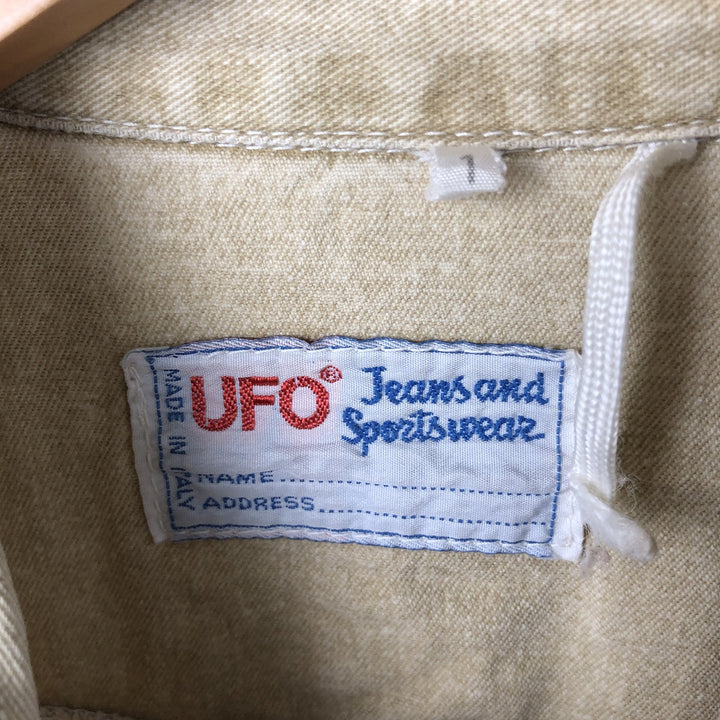 1
MADE IN ITALY
UFO® Jeans and
Sportswear
NAME
ADDRESS